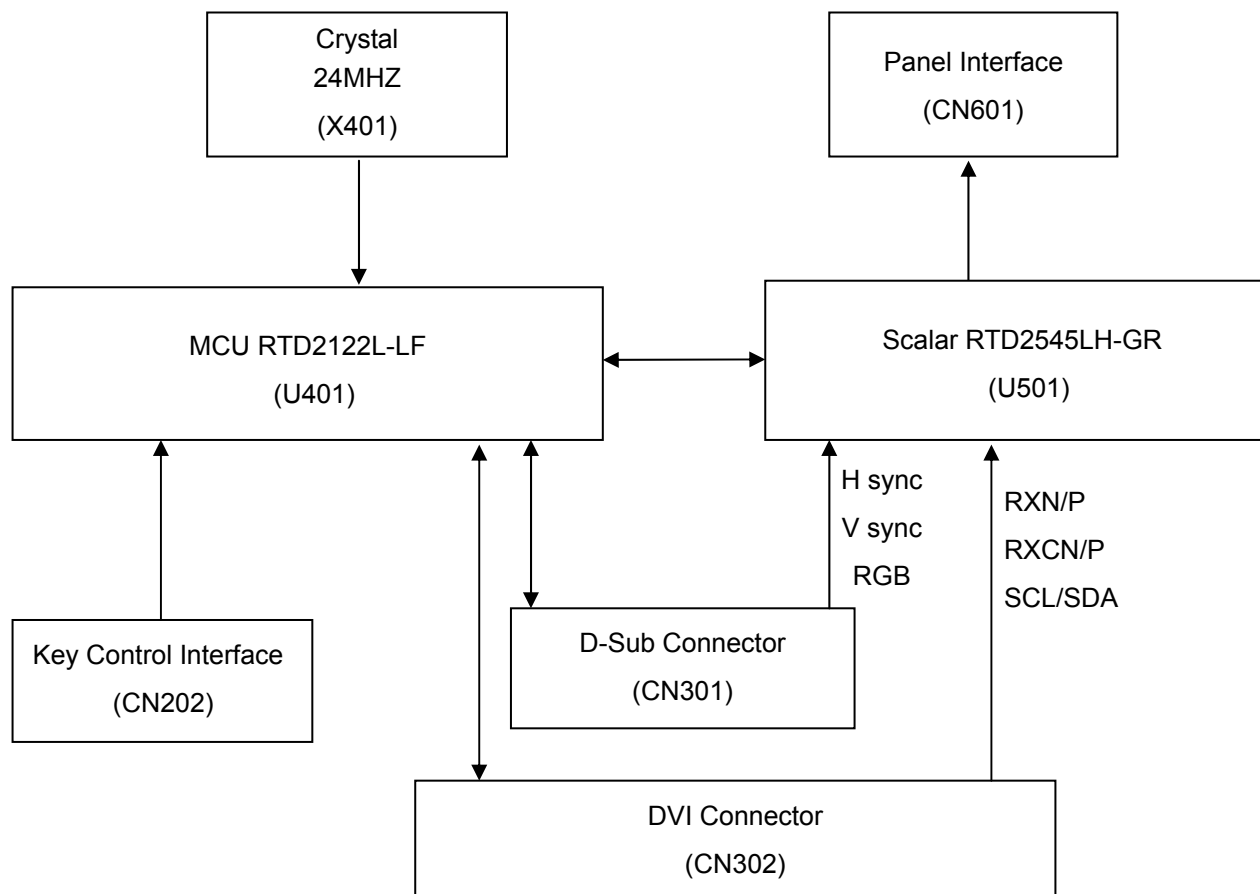 Crystal
24MHZ
(X401)
Panel Interface
(CN601)
MCU RTD2122L-LF
(U401)
Scalar RTD2545LH-GR
(U501)
H sync
V sync
RGB
RXN/P
RXCN/P
SCL/SDA
Key Control Interface
(CN202)
D-Sub Connector
(CN301)
DVI Connector
(CN302)